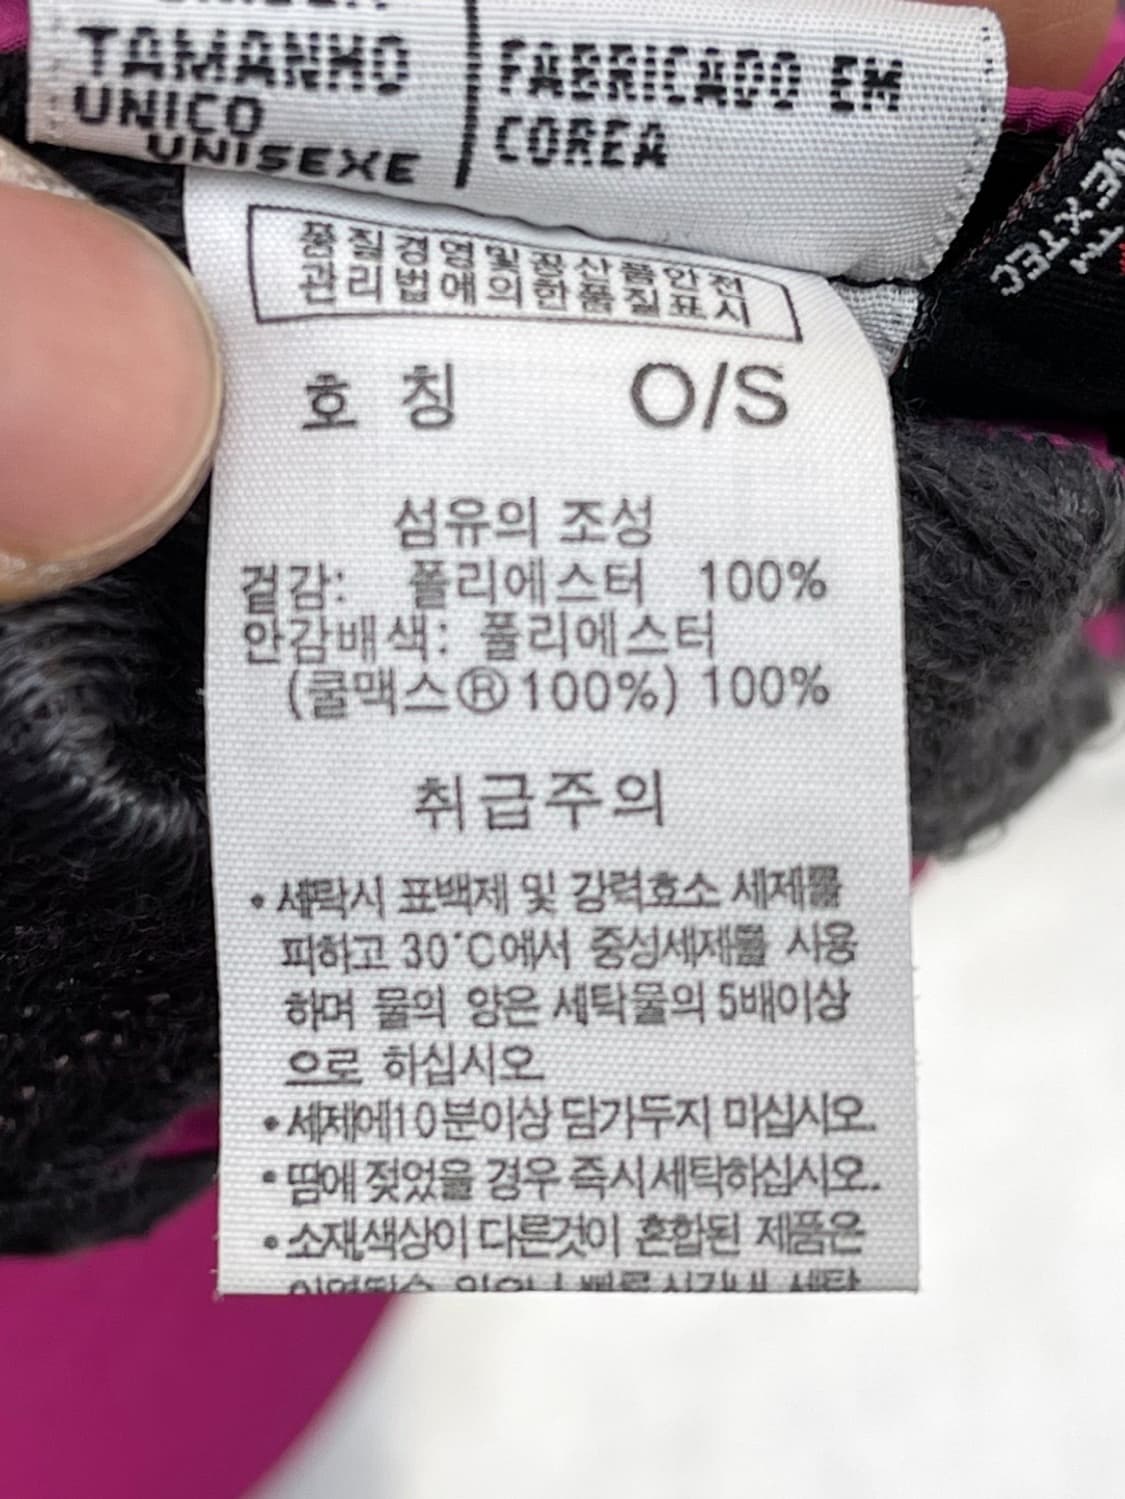 TAMANHO
UNICO
UNISEXE
FABRICADO EM
COREA
품질경영및공산품안전
관리법에의한품질표시
호 칭 O/S
섬유의 조성
겉감: 폴리에스터 100%
안감배색: 폴리에스터
(쿨맥스®100%) 100%
취급주의
• 세탁시 표백제 및 강력효소 세제를
피하고 30°C에서 중성세제를 사용
하며 물의 양은 세탁물의 5배이상
으로 하십시오
• 세제에10분이상 담가두지 마십시오.
• 땀에 젖었을 경우 즉시세탁하십시오..
• 소재,색상이 다른것이 혼합된 제품은